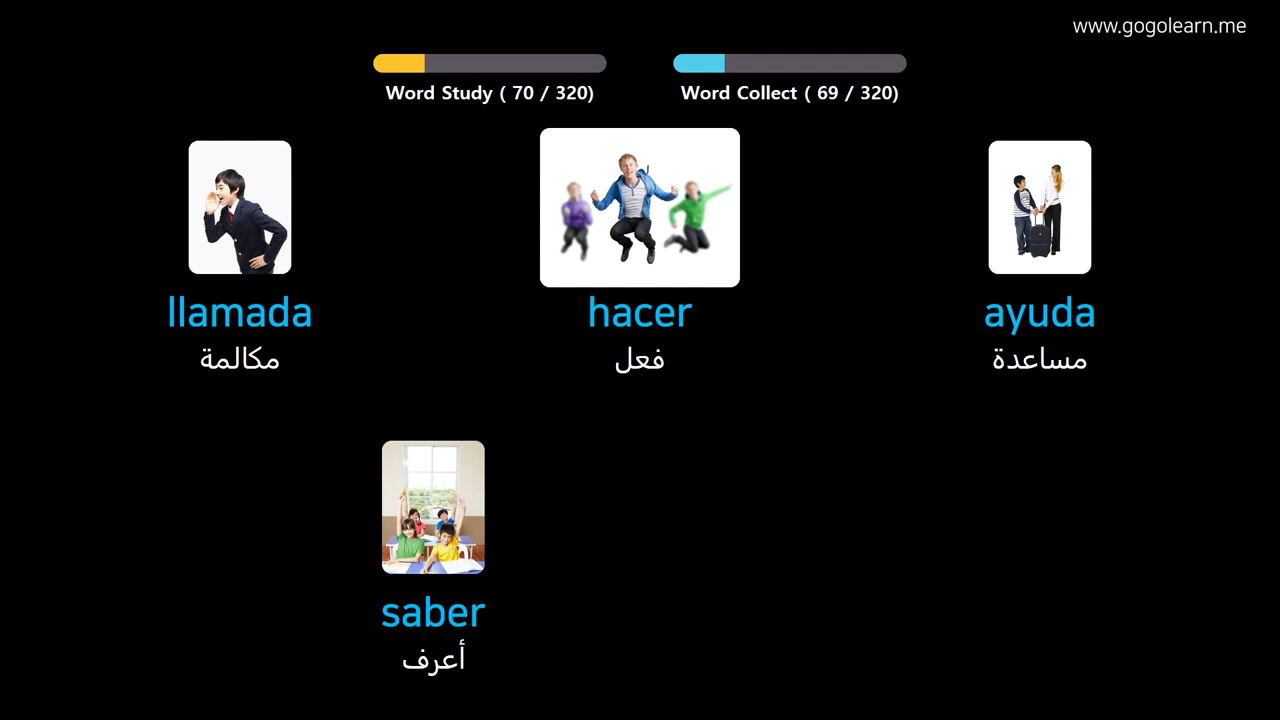 www.gogolearn.me
Word Study ( 70 / 320)
Word Collect ( 69 / 320)
llamada
مكالمة
hacer
فعل
ayuda
مساعدة
saber
أعرف